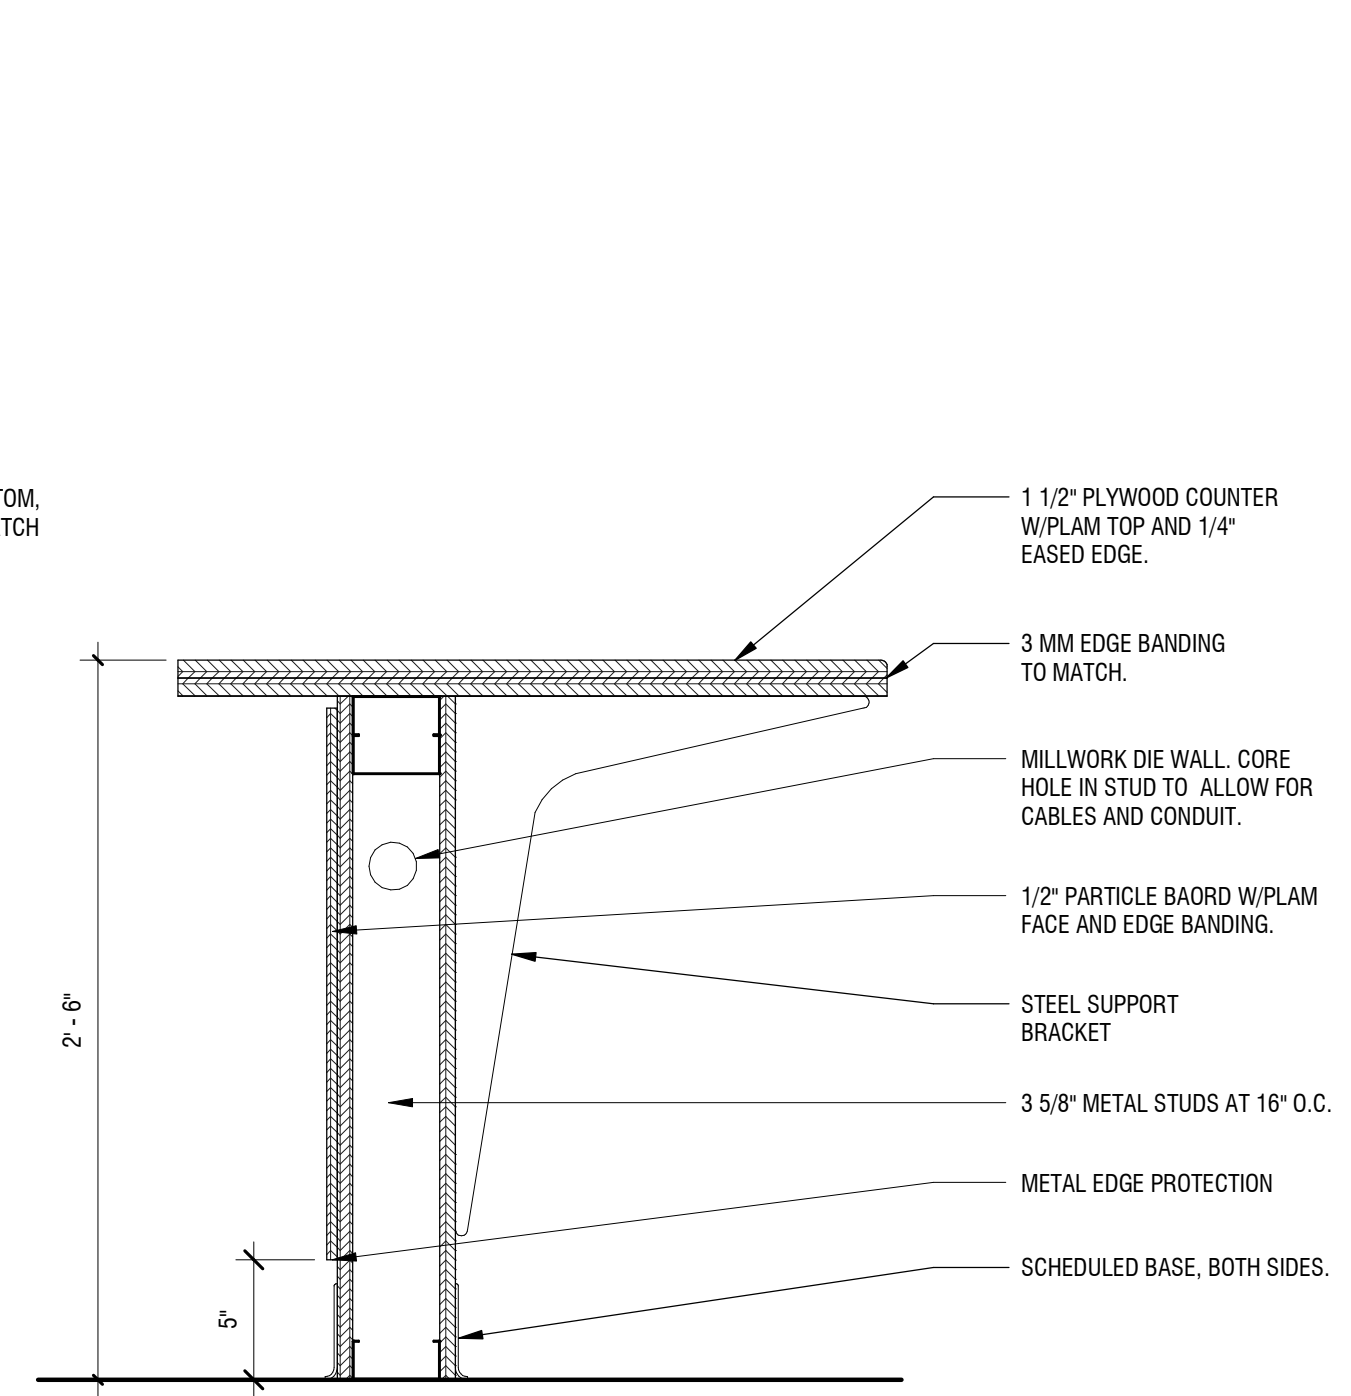 TOM,
TCH
1 1/2" PLYWOOD COUNTER
W/PLAM TOP AND 1/4"
EASED EDGE.
3 MM EDGE BANDING
TO MATCH.
MILLWORK DIE WALL. CORE
HOLE IN STUD TO ALLOW FOR
CABLES AND CONDUIT.
1/2" PARTICLE BAORD W/PLAM
FACE AND EDGE BANDING.
STEEL SUPPORT
BRACKET
3 5/8" METAL STUDS AT 16" O.C.
METAL EDGE PROTECTION
SCHEDULED BASE, BOTH SIDES.
2' - 6"
5"